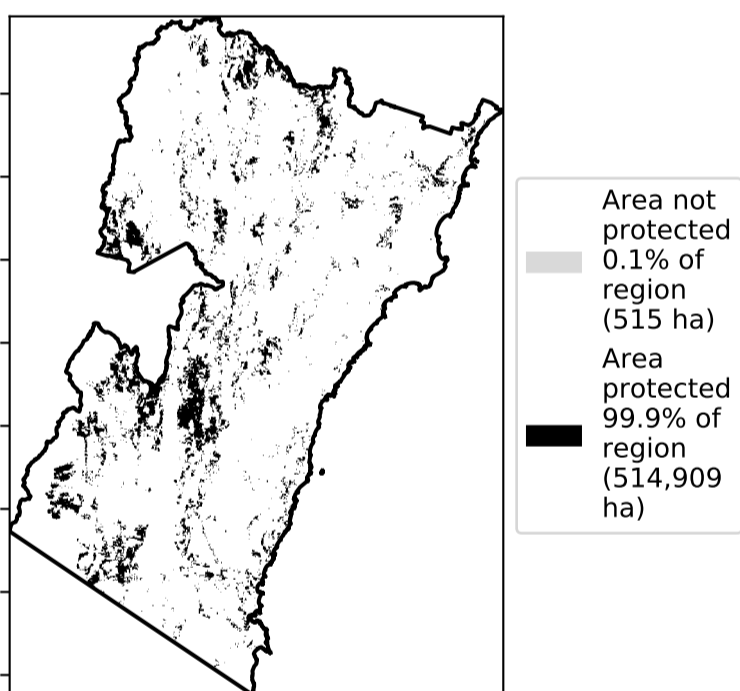 Area not
protected
0.1% of
region
(515 ha)
Area
protected
99.9% of
region
(514,909
ha)